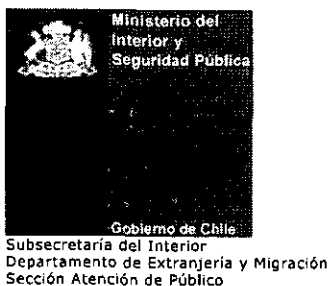 Ministerio del
Interior y
Seguridad Pública
Gobierno de Chile
Subsecretaría del Interior
Departamento de Extranjería y Migración
Sección Atención de Público